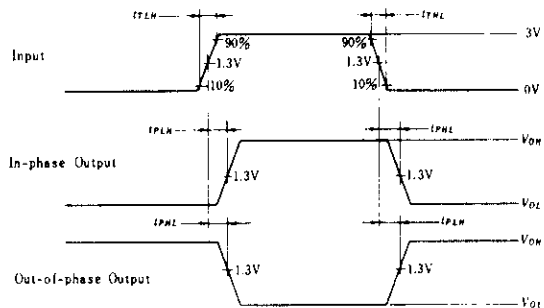 tTLH
tTHL
3V
90%
90%
Input
1.3V
1.3V
10%
10%
0V
tPLH
tPHL
VOH
In-phase Output
1.3V
1.3V
VOL
tPHL
tPLH
VOH
1.3V
1.3V
Out-of-phase Output
VOL